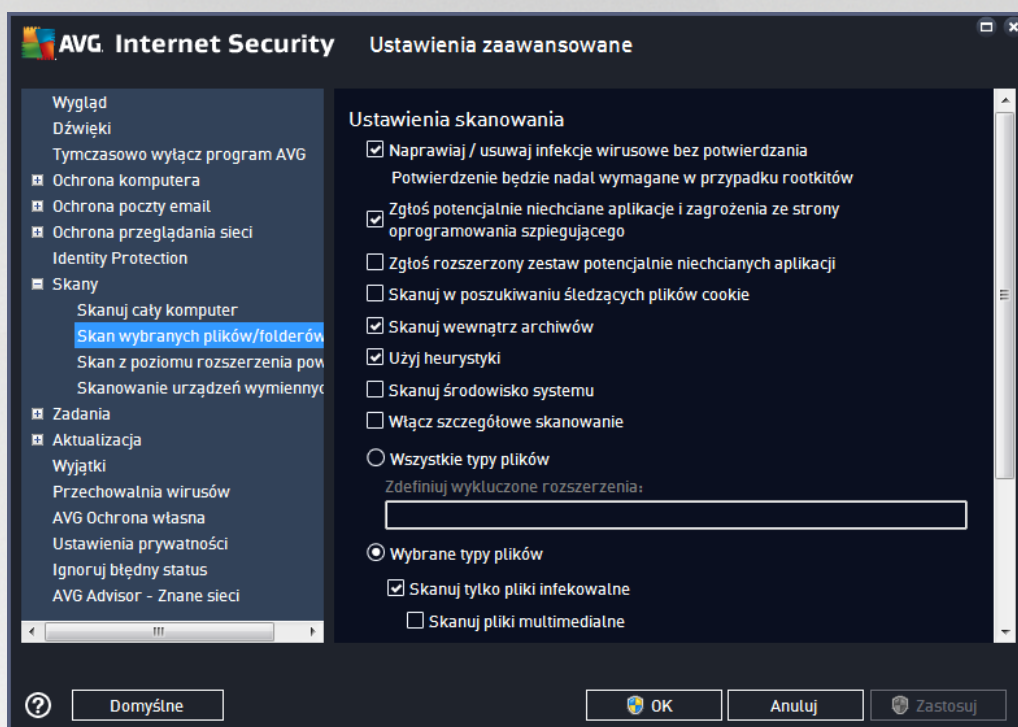 AVG. Internet Security
Ustawienia zaawansowane
Wygląd
Dźwięki
Tymczasowo wyłącz program AVG
Ochrona komputera
Ochrona poczty email
Ochrona przeglądania sieci
Identity Protection
Skany
Skanuj cały komputer
Skan wybranych plików/folderów
Skan z poziomu rozszerzenia pow
Skanowanie urządzeń wymiennyc
Zadania
Aktualizacja
Wyjątki
Przechowalnia wirusów
AVG Ochrona własna
Ustawienia prywatności
Ignoruj błędny status
AVG Advisor - Znane sieci
Ustawienia skanowania
Naprawiaj / usuwaj infekcje wirusowe bez potwierdzania
Potwierdzenie będzie nadal wymagane w przypadku rootkitów
Zgłoś potencjalnie niechciane aplikacje i zagrożenia ze strony
oprogramowania szpiegującego
Zgłoś rozszerzony zestaw potencjalnie niechcianych aplikacji
Skanuj w poszukiwaniu śledzących plików cookie
Skanuj wewnątrz archiwów
Użyj heurystyki
Skanuj środowisko systemu
Włącz szczegółowe skanowanie
Wszystkie typy plików
Zdefiniuj wykluczone rozszerzenia:
Wybrane typy plików
Skanuj tylko pliki infekowalne
Skanuj pliki multimedialne
Domyślne
OK
Anuluj
Zastosuj